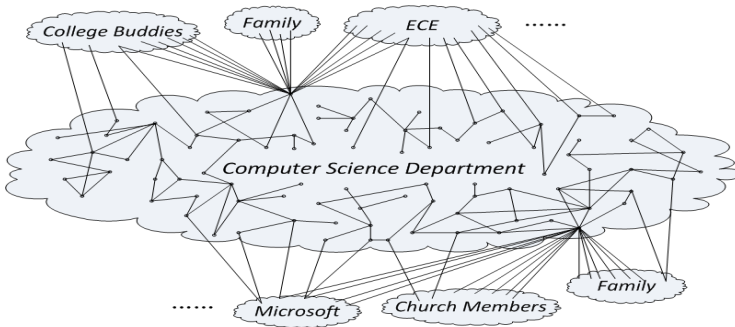 College Buddies
Family
ECE
......
Computer Science Department
......
Microsoft
Church Members
Family